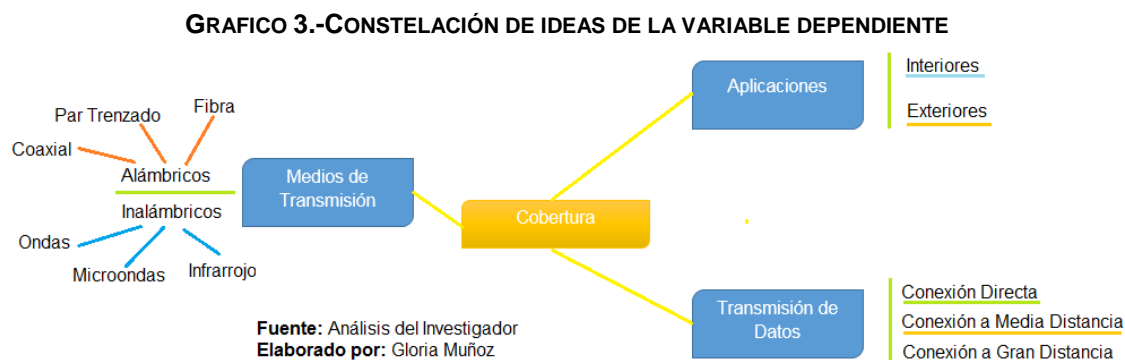 GRAFICO 3.-CONSTELACIÓN DE IDEAS DE LA VARIABLE DEPENDIENTE
Fibra
Par Trenzado
Coaxial
Alámbricos
Inalámbricos
Ondas
Microondas
Infrarrojo
Medios de
Transmisión
Cobertura
Aplicaciones
Interiores
Exteriores
Transmisión de
Datos
Conexión Directa
Conexión a Media Distancia
Conexión a Gran Distancia
Fuente: Análisis del Investigador
Elaborado por: Gloria Muñoz